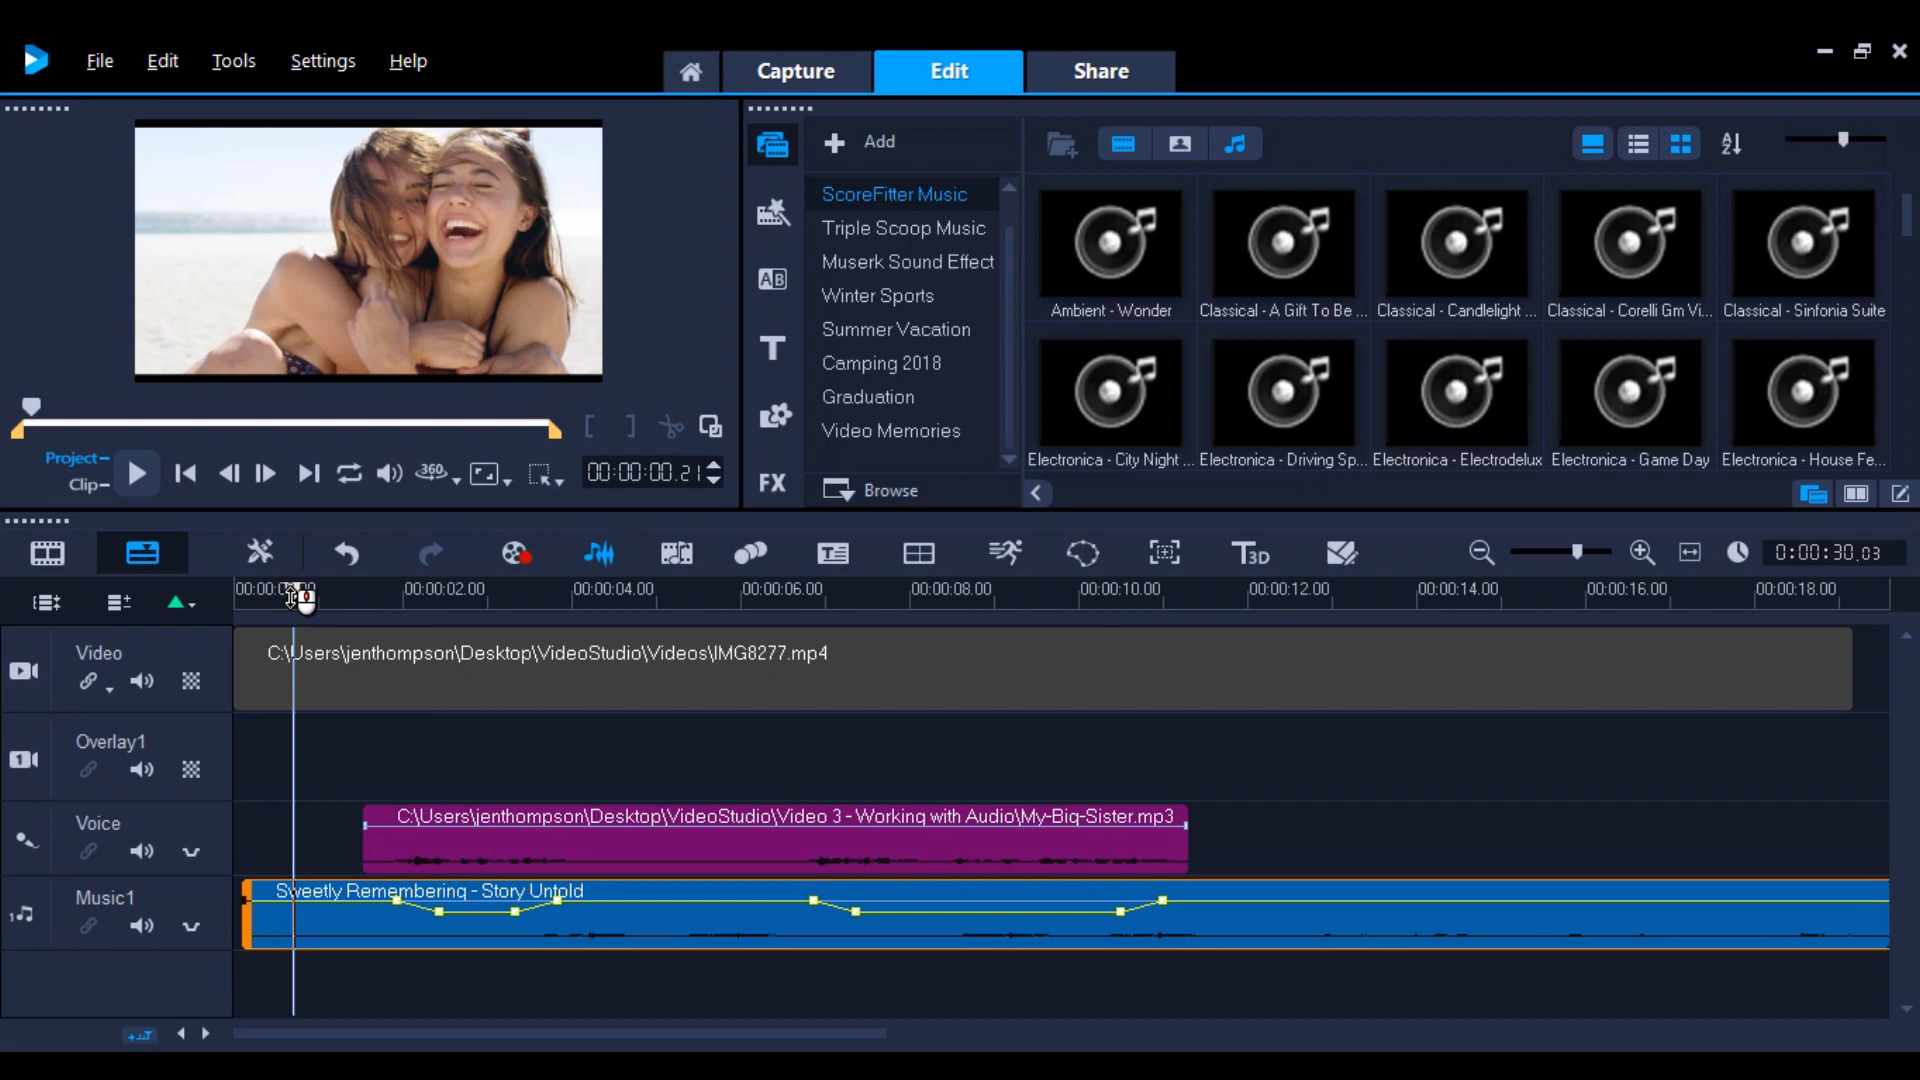 File Edit Tools Settings Help
Capture Edit Share
Add
ScoreFitter Music
Triple Scoop Music
Muserk Sound Effect
Winter Sports
Summer Vacation
Camping 2018
Graduation
Video Memories
Browse
AB
T
FX
Ambient - Wonder
Classical - A Gift To Be ...
Classical - Candlelight ...
Classical - Corelli Gm Vi...
Classical - Sinfonia Suite
Electronica - City Night ...
Electronica - Driving Sp...
Electronica - Electrodelux
Electronica - Game Day
Electronica - House Fe...
Project
Clip
360
00:00:00.21
T3D
0:00:30.03
00:00:02.00 00:00:04.00 00:00:06.00 00:00:08.00 00:00:10.00 00:00:12.00 00:00:14.00 00:00:16.00 00:00:18.00
Video
C:\Users\jenthompson\Desktop\VideoStudio\Videos\IMG8277.mp4
1
Overlay1
Voice
C:\Users\jenthompson\Desktop\VideoStudio\Video 3 - Working with Audio\My-Big-Sister.mp3
1
Music1
Sweetly Remembering - Story Untold